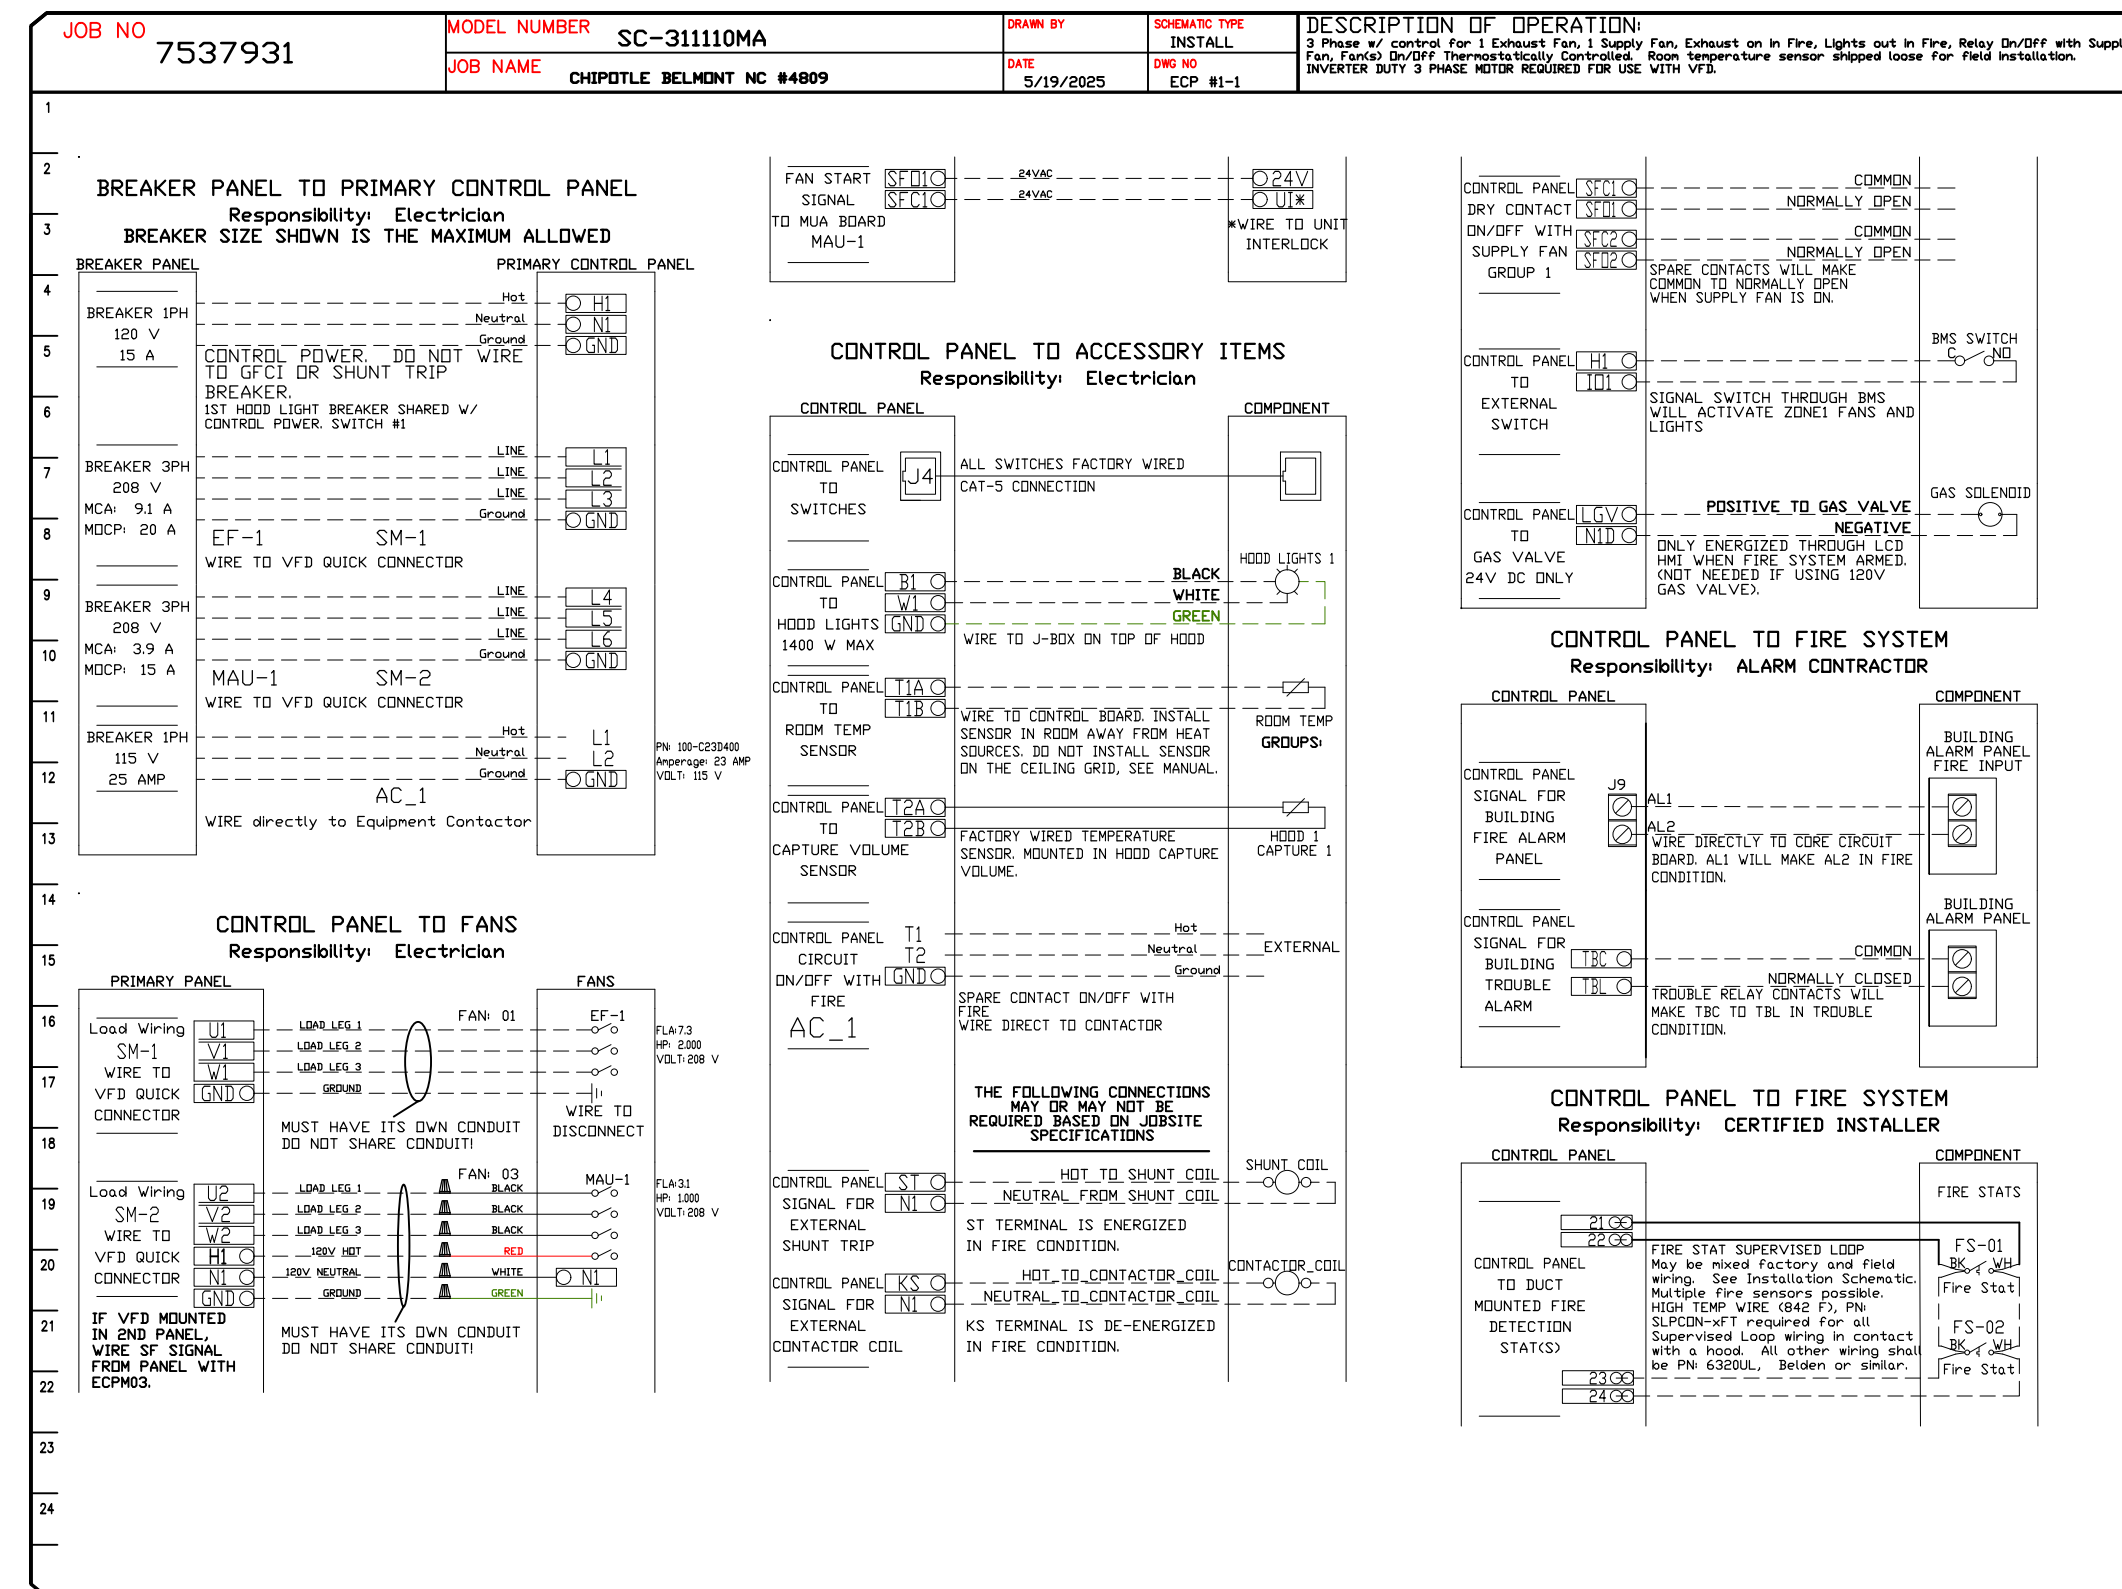 JOB NO
7537931
MODEL NUMBER SC-311110MA
JOB NAME
CHIPOTLE BELMONT NC #4809
DRAWN BY
DATE
5/19/2025
SCHEMATIC TYPE
INSTALL
DWG NO
ECP #1-1
DESCRIPTION OF OPERATION:
3 Phase w/ control for 1 Exhaust Fan, 1 Supply Fan, Exhaust on in Fire, Lights out in Fire, Relay On/Off with Suppl
Fan, Fan(s) On/Off Thermostatically Controlled. Room temperature sensor shipped loose for field installation.
INVERTER DUTY 3 PHASE MOTOR REQUIRED FOR USE WITH VFD.
1
2
3
4
5
6
7
8
9
10
11
12
13
14
15
16
17
18
19
20
21
22
23
24
BREAKER PANEL TO PRIMARY CONTROL PANEL
Responsibility: Electrician
BREAKER SIZE SHOWN IS THE MAXIMUM ALLOWED
BREAKER PANEL
PRIMARY CONTROL PANEL
BREAKER 1PH
120 V
15 A
Hot H1
Neutral N1
Ground GND
CONTROL POWER. DO NOT WIRE
TO GFCI OR SHUNT TRIP
BREAKER.
1ST HOOD LIGHT BREAKER SHARED W/
CONTROL POWER. SWITCH #1
BREAKER 3PH
208 V
MCA: 9.1 A
MOCP: 20 A
LINE L1
LINE L2
LINE L3
Ground GND
EF-1 SM-1
WIRE TO VFD QUICK CONNECTOR
BREAKER 3PH
208 V
MCA: 3.9 A
MOCP: 15 A
LINE L4
LINE L5
LINE L6
Ground GND
MAU-1 SM-2
WIRE TO VFD QUICK CONNECTOR
BREAKER 1PH
115 V
25 AMP
Hot L1
Neutral L2
Ground GND
PN: 100-C23D400
Amperage: 23 AMP
VOLT: 115 V
AC_1
WIRE directly to Equipment Contactor
CONTROL PANEL TO FANS
Responsibility: Electrician
PRIMARY PANEL
FANS
Load Wiring
SM-1
WIRE TO
VFD QUICK
CONNECTOR
FAN: 01 EF-1
U1 LOAD LEG 1
V1 LOAD LEG 2
W1 LOAD LEG 3
GND GROUND
FLA:7.3
HP: 2.000
VOLT: 208 V
WIRE TO
DISCONNECT
MUST HAVE ITS OWN CONDUIT
DO NOT SHARE CONDUIT!
Load Wiring
SM-2
WIRE TO
VFD QUICK
CONNECTOR
FAN: 03 MAU-1
U2 LOAD LEG 1 BLACK
V2 LOAD LEG 2 BLACK
W2 LOAD LEG 3 BLACK
H1 120V HOT RED
N1 120V NEUTRAL WHITE N1
GND GROUND GREEN
FLA:3.1
HP: 1.000
VOLT: 208 V
IF VFD MOUNTED
IN 2ND PANEL,
WIRE SF SIGNAL
FROM PANEL WITH
ECPM03.
MUST HAVE ITS OWN CONDUIT
DO NOT SHARE CONDUIT!
FAN START
SIGNAL
TO MUA BOARD
MAU-1
SFO1 24VAC 24V
SFC1 24VAC UI*
*WIRE TO UNIT
INTERLOCK
CONTROL PANEL TO ACCESSORY ITEMS
Responsibility: Electrician
CONTROL PANEL
COMPONENT
CONTROL PANEL
TO
SWITCHES
J4
ALL SWITCHES FACTORY WIRED
CAT-5 CONNECTION
CONTROL PANEL
TO
HOOD LIGHTS
1400 W MAX
HOOD LIGHTS 1
B1 BLACK
W1 WHITE
GND GREEN
WIRE TO J-BOX ON TOP OF HOOD
CONTROL PANEL
TO
ROOM TEMP
SENSOR
T1A
T1B
WIRE TO CONTROL BOARD. INSTALL
SENSOR IN ROOM AWAY FROM HEAT
SOURCES. DO NOT INSTALL SENSOR
ON THE CEILING GRID, SEE MANUAL.
ROOM TEMP
GROUPS:
CONTROL PANEL
TO
CAPTURE VOLUME
SENSOR
T2A
T2B
FACTORY WIRED TEMPERATURE
SENSOR. MOUNTED IN HOOD CAPTURE
VOLUME.
HOOD 1
CAPTURE 1
CONTROL PANEL
CIRCUIT
ON/OFF WITH
FIRE
AC_1
T1 Hot
T2 Neutral
GND Ground
EXTERNAL
SPARE CONTACT ON/OFF WITH
FIRE
WIRE DIRECT TO CONTACTOR
THE FOLLOWING CONNECTIONS
MAY OR MAY NOT BE
REQUIRED BASED ON JOBSITE
SPECIFICATIONS
CONTROL PANEL
SIGNAL FOR
EXTERNAL
SHUNT TRIP
ST HOT TO SHUNT COIL
N1 NEUTRAL FROM SHUNT COIL
SHUNT COIL
ST TERMINAL IS ENERGIZED
IN FIRE CONDITION.
CONTROL PANEL
SIGNAL FOR
EXTERNAL
CONTACTOR COIL
KS HOT_TO_CONTACTOR_COIL
N1 NEUTRAL_TO_CONTACTOR_COIL
CONTACTOR_COIL
KS TERMINAL IS DE-ENERGIZED
IN FIRE CONDITION.
CONTROL PANEL
DRY CONTACT
ON/OFF WITH
SUPPLY FAN
GROUP 1
SFC1 COMMON
SFO1 NORMALLY OPEN
SFC2 COMMON
SFO2 NORMALLY OPEN
SPARE CONTACTS WILL MAKE
COMMON TO NORMALLY OPEN
WHEN SUPPLY FAN IS ON.
CONTROL PANEL
TO
EXTERNAL
SWITCH
H1
IO1
BMS SWITCH
C NO
SIGNAL SWITCH THROUGH BMS
WILL ACTIVATE ZONE1 FANS AND
LIGHTS
CONTROL PANEL
TO
GAS VALVE
24V DC ONLY
LGV POSITIVE TO GAS VALVE
N1D NEGATIVE
GAS SOLENOID
ONLY ENERGIZED THROUGH LCD
HMI WHEN FIRE SYSTEM ARMED.
(NOT NEEDED IF USING 120V
GAS VALVE).
CONTROL PANEL TO FIRE SYSTEM
Responsibility: ALARM CONTRACTOR
CONTROL PANEL
COMPONENT
CONTROL PANEL
SIGNAL FOR
BUILDING
FIRE ALARM
PANEL
J9
AL1
AL2
WIRE DIRECTLY TO CORE CIRCUIT
BOARD. AL1 WILL MAKE AL2 IN FIRE
CONDITION.
BUILDING
ALARM PANEL
FIRE INPUT
CONTROL PANEL
SIGNAL FOR
BUILDING
TROUBLE
ALARM
TBC COMMON
TBL NORMALLY CLOSED
TROUBLE RELAY CONTACTS WILL
MAKE TBC TO TBL IN TROUBLE
CONDITION.
BUILDING
ALARM PANEL
CONTROL PANEL TO FIRE SYSTEM
Responsibility: CERTIFIED INSTALLER
CONTROL PANEL
COMPONENT
CONTROL PANEL
TO DUCT
MOUNTED FIRE
DETECTION
STAT(S)
21
22
23
24
FIRE STAT SUPERVISED LOOP
May be mixed factory and field
wiring. See Installation Schematic.
Multiple fire sensors possible.
HIGH TEMP WIRE (842 F), PN:
SLPCON-xFT required for all
Supervised Loop wiring in contact
with a hood. All other wiring shall
be PN: 6320UL, Belden or similar.
FIRE STATS
FS-01
BK WH
Fire Stat
FS-02
BK WH
Fire Stat